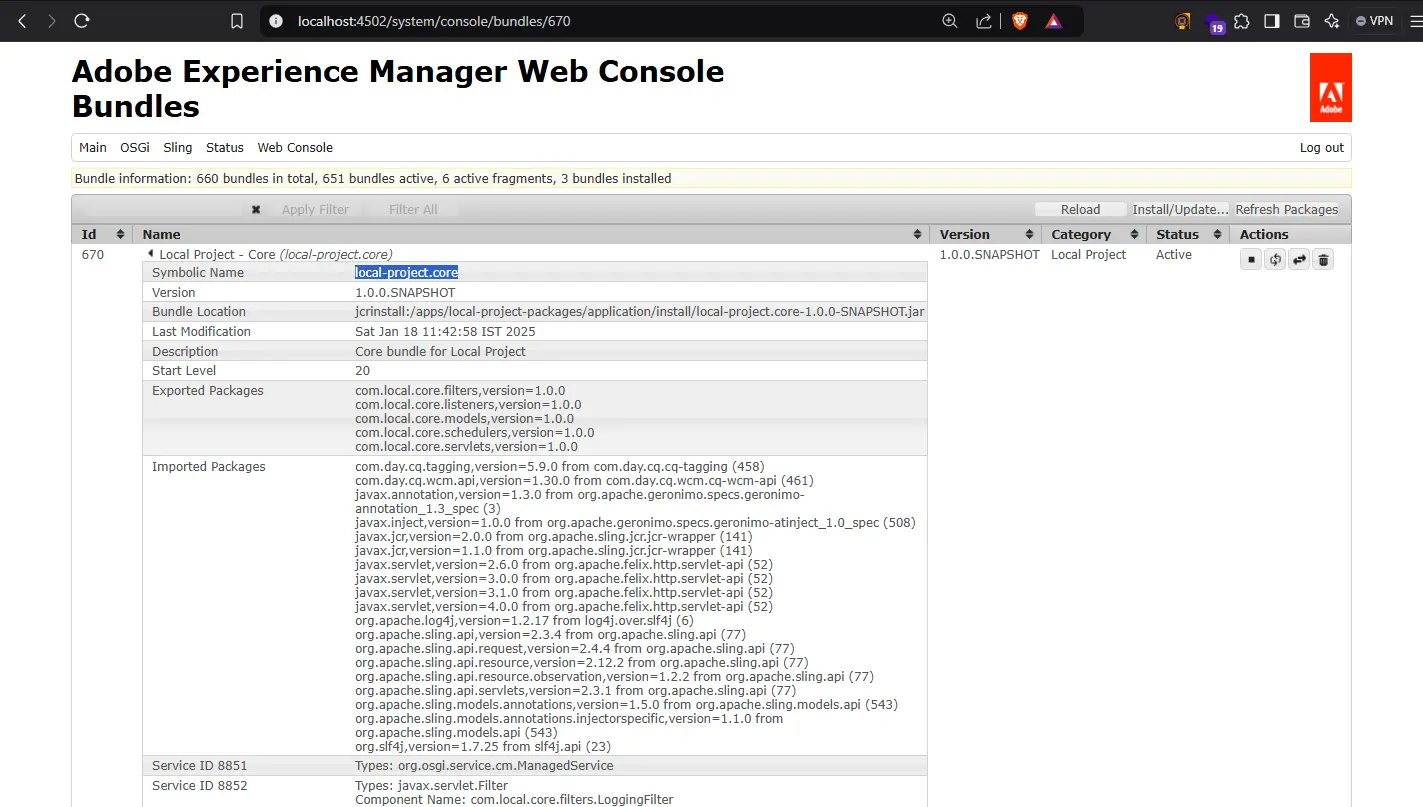 localhost:4502/system/console/bundles/670
19
VPN
Adobe Experience Manager Web Console
Bundles
Adobe
Main OSGi Sling Status Web Console Log out
Bundle information: 660 bundles in total, 651 bundles active, 6 active fragments, 3 bundles installed
Apply Filter Filter All Reload Install/Update... Refresh Packages
Id Name Version Category Status Actions
670 Local Project - Core (local-project.core) 1.0.0.SNAPSHOT Local Project Active
Symbolic Name local-project.core
Version 1.0.0.SNAPSHOT
Bundle Location jcrinstall:/apps/local-project-packages/application/install/local-project.core-1.0.0-SNAPSHOT.jar
Last Modification Sat Jan 18 11:42:58 IST 2025
Description Core bundle for Local Project
Start Level 20
Exported Packages com.local.core.filters,version=1.0.0
com.local.core.listeners,version=1.0.0
com.local.core.models,version=1.0.0
com.local.core.schedulers,version=1.0.0
com.local.core.servlets,version=1.0.0
Imported Packages com.day.cq.tagging,version=5.9.0 from com.day.cq.cq-tagging (458)
com.day.cq.wcm.api,version=1.30.0 from com.day.cq.wcm.cq-wcm-api (461)
javax.annotation,version=1.3.0 from org.apache.geronimo.specs.geronimo-
annotation_1.3_spec (3)
javax.inject,version=1.0.0 from org.apache.geronimo.specs.geronimo-atinject_1.0_spec (508)
javax.jcr,version=2.0.0 from org.apache.sling.jcr.jcr-wrapper (141)
javax.jcr,version=1.1.0 from org.apache.sling.jcr.jcr-wrapper (141)
javax.servlet,version=2.6.0 from org.apache.felix.http.servlet-api (52)
javax.servlet,version=3.0.0 from org.apache.felix.http.servlet-api (52)
javax.servlet,version=3.1.0 from org.apache.felix.http.servlet-api (52)
javax.servlet,version=4.0.0 from org.apache.felix.http.servlet-api (52)
org.apache.log4j,version=1.2.17 from log4j.over.slf4j (6)
org.apache.sling.api,version=2.3.4 from org.apache.sling.api (77)
org.apache.sling.api.request,version=2.4.4 from org.apache.sling.api (77)
org.apache.sling.api.resource,version=2.12.2 from org.apache.sling.api (77)
org.apache.sling.api.resource.observation,version=1.2.2 from org.apache.sling.api (77)
org.apache.sling.api.servlets,version=2.3.1 from org.apache.sling.api (77)
org.apache.sling.models.annotations,version=1.5.0 from org.apache.sling.models.api (543)
org.apache.sling.models.annotations.injectorspecific,version=1.1.0 from
org.apache.sling.models.api (543)
org.slf4j,version=1.7.25 from slf4j.api (23)
Service ID 8851 Types: org.osgi.service.cm.ManagedService
Service ID 8852 Types: javax.servlet.Filter
Component Name: com.local.core.filters.LoggingFilter